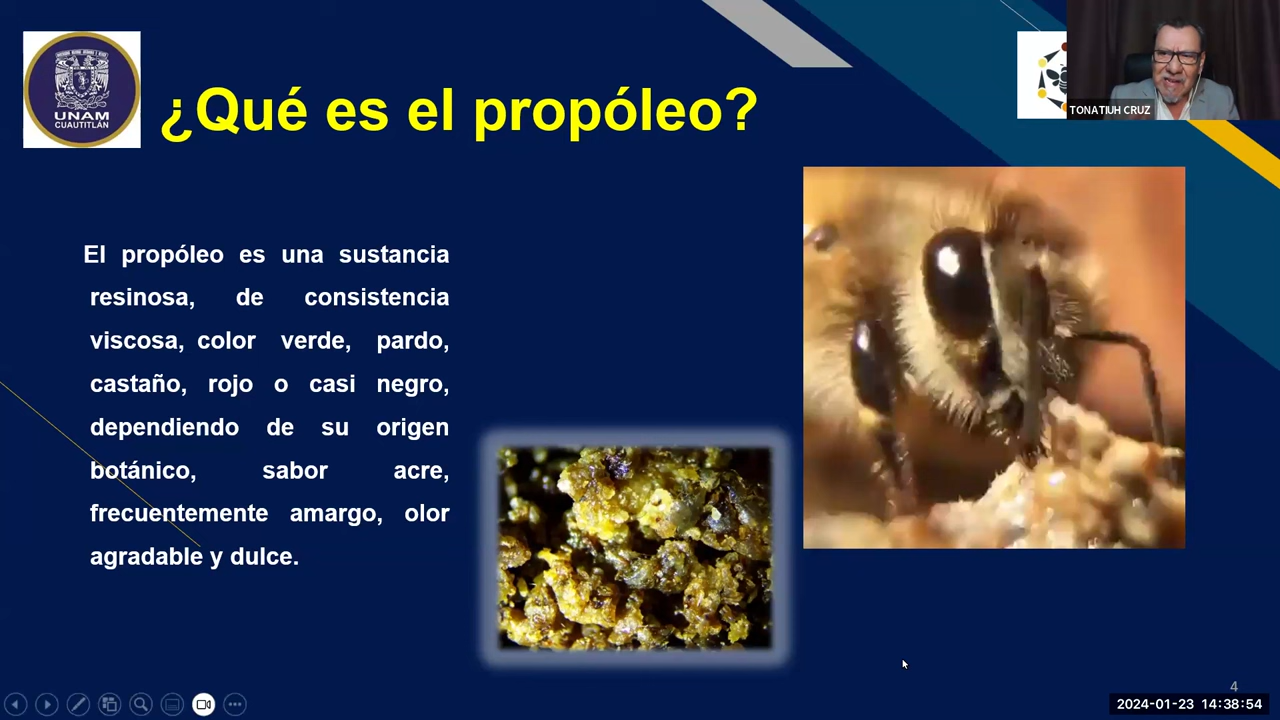 UNAM
CUAUTITLÁN
¿Qué es el propóleo?
TONATIUH CRUZ
El propóleo es una sustancia
resinosa, de consistencia
viscosa, color verde, pardo,
castaño, rojo o casi negro,
dependiendo de su origen
botánico, sabor acre,
frecuentemente amargo, olor
agradable y dulce.
4
2024-01-23 14:38:54